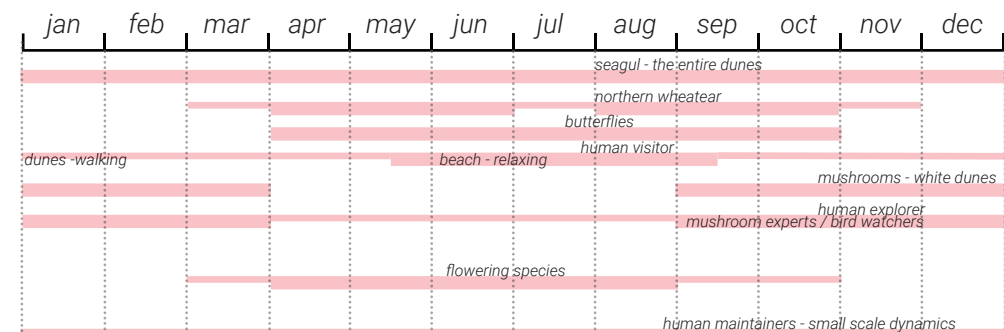 jan feb mar apr may jun jul aug sep oct nov dec
seagul - the entire dunes
northern wheatear
butterflies
human visitor
dunes -walking beach - relaxing
mushrooms - white dunes
human explorer
mushroom experts / bird watchers
flowering species
human maintainers - small scale dynamics